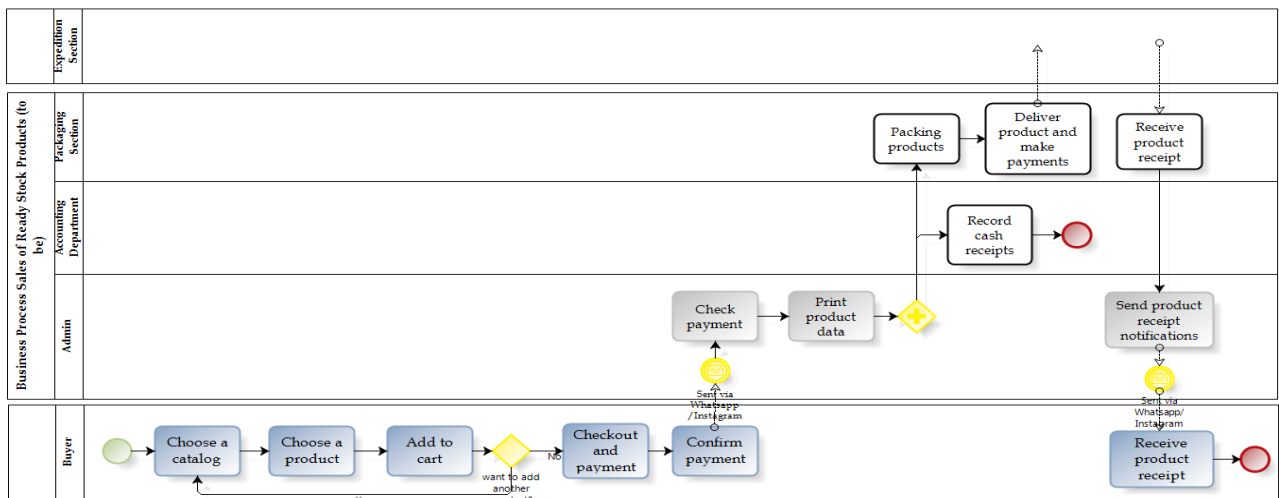 Expedition
Section
Business Process Sales of Ready Stock Products (to
be)
Packaging
Section
Packing
products
Deliver
product and
make
payments
Receive
product
receipt
Accounting
Department
Record
cash
receipts
Admin
Check
payment
Print
product
data
Send product
receipt
notifications
Sent via
Whatsapp
/Instagram
Sent via
Whatsapp/
Instagram
Buyer
Choose a
catalog
Choose a
product
Add to
cart
No
Checkout
and
payment
Confirm
payment
Receive
product
receipt
want to add
another